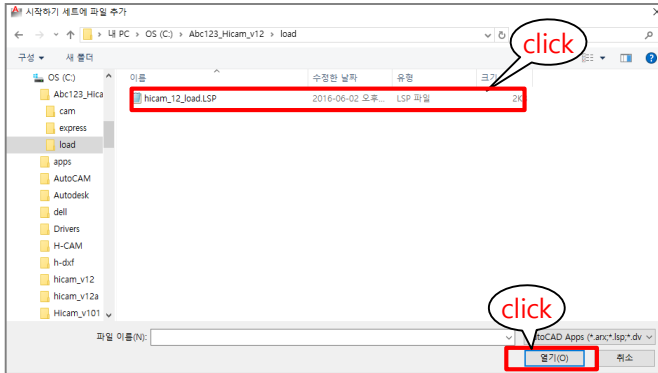 시작하기 세트에 파일 추가
내 PC > OS (C:) > Abc123_Hicam_v12 > load
click
구성 새 폴더
OS (C:)
이름 수정한 날짜 유형 크기
Abc123_Hica
hicam_12_load.LSP 2016-06-02 오후... LSP 파일 2K
cam
express
load
apps
AutoCAM
Autodesk
dell
Drivers
H-CAM
h-dxf
hicam_v12
hicam_v12a
Hicam_v101
click
파일 이름(N): utoCAD Apps (*.arx;*.lsp;*.dv
열기(O) 취소